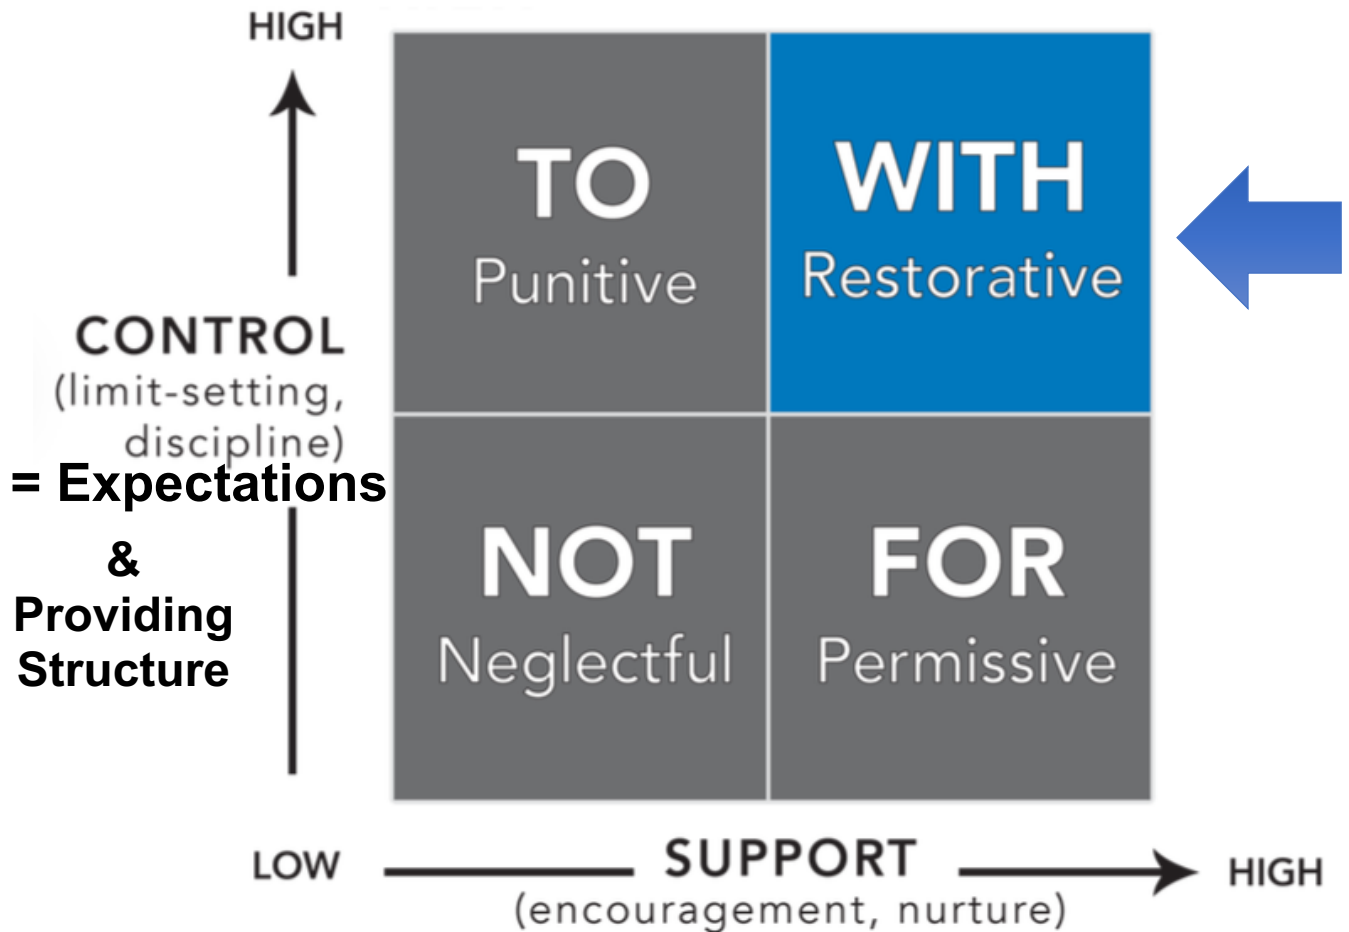 HIGH
TO
Punitive
WITH
Restorative
CONTROL
(limit-setting,
discipline)
= Expectations
&
Providing
Structure
NOT
Neglectful
FOR
Permissive
LOW
SUPPORT
(encouragement, nurture)
HIGH